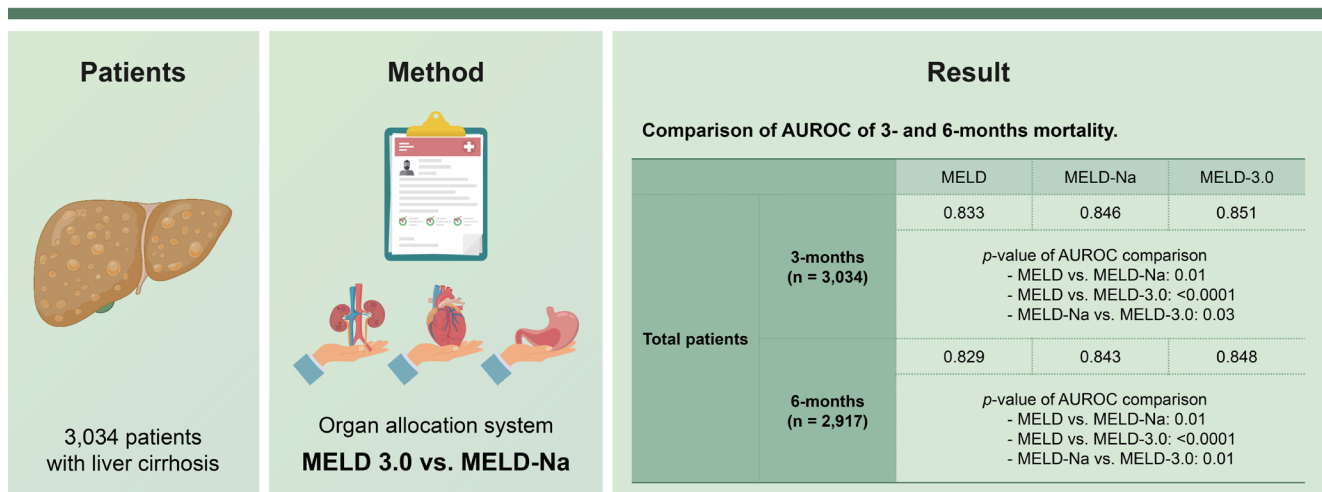 Patients
3,034 patients
with liver cirrhosis
Method
Organ allocation system
MELD 3.0 vs. MELD-Na
Result
Comparison of AUROC of 3- and 6-months mortality.
MELD MELD-Na MELD-3.0
Total patients
3-months
(n = 3,034)
0.833 0.846 0.851
p-value of AUROC comparison
- MELD vs. MELD-Na: 0.01
- MELD vs. MELD-3.0: <0.0001
- MELD-Na vs. MELD-3.0: 0.03
6-months
(n = 2,917)
0.829 0.843 0.848
p-value of AUROC comparison
- MELD vs. MELD-Na: 0.01
- MELD vs. MELD-3.0: <0.0001
- MELD-Na vs. MELD-3.0: 0.01